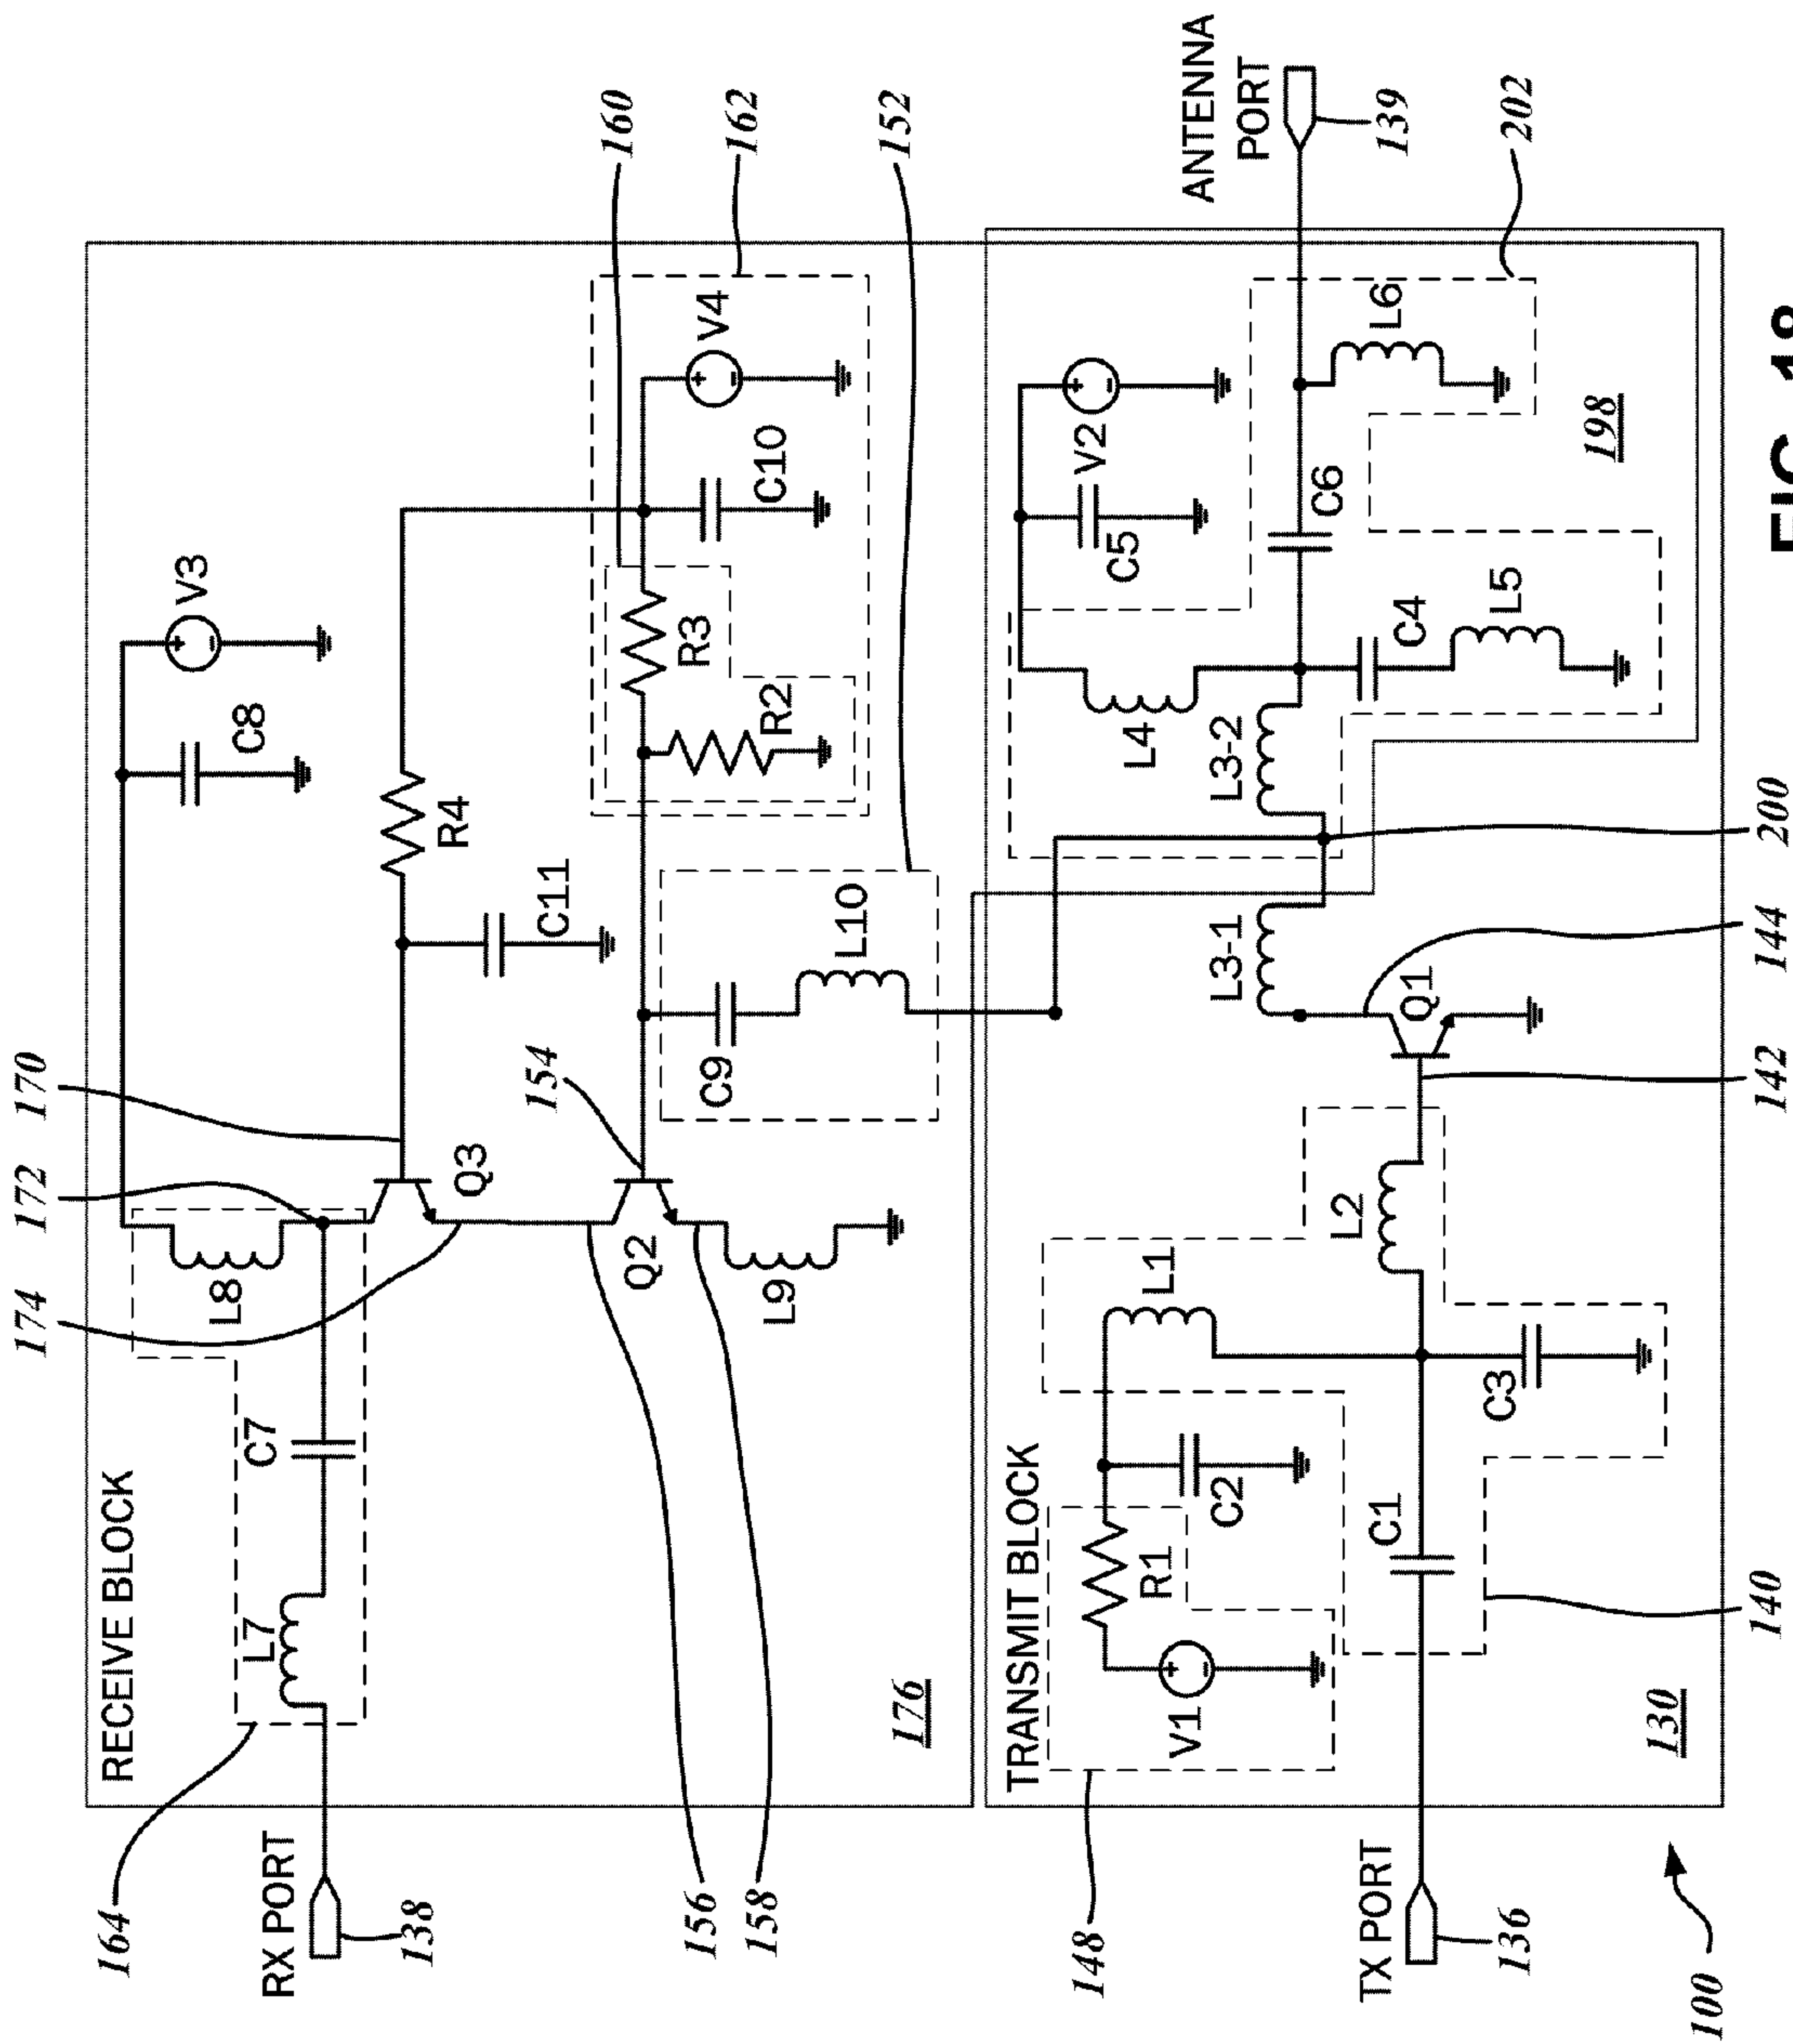 170
172
174
164
RX PORT
138
RECEIVE BLOCK
L7
C7
L8
C8
V3
Q3
R4
C11
154
Q2
L9
156
158
176
C9
L10
R3
R2
C10
V4
160
162
152
TRANSMIT BLOCK
148
V1
R1
C2
L1
TX PORT
136
C1
C3
L2
Q1
130
140
142
144
L3-1
L3-2
200
L4
C5
V2
C4
L5
C6
L6
198
202
ANTENNA
PORT
139
100